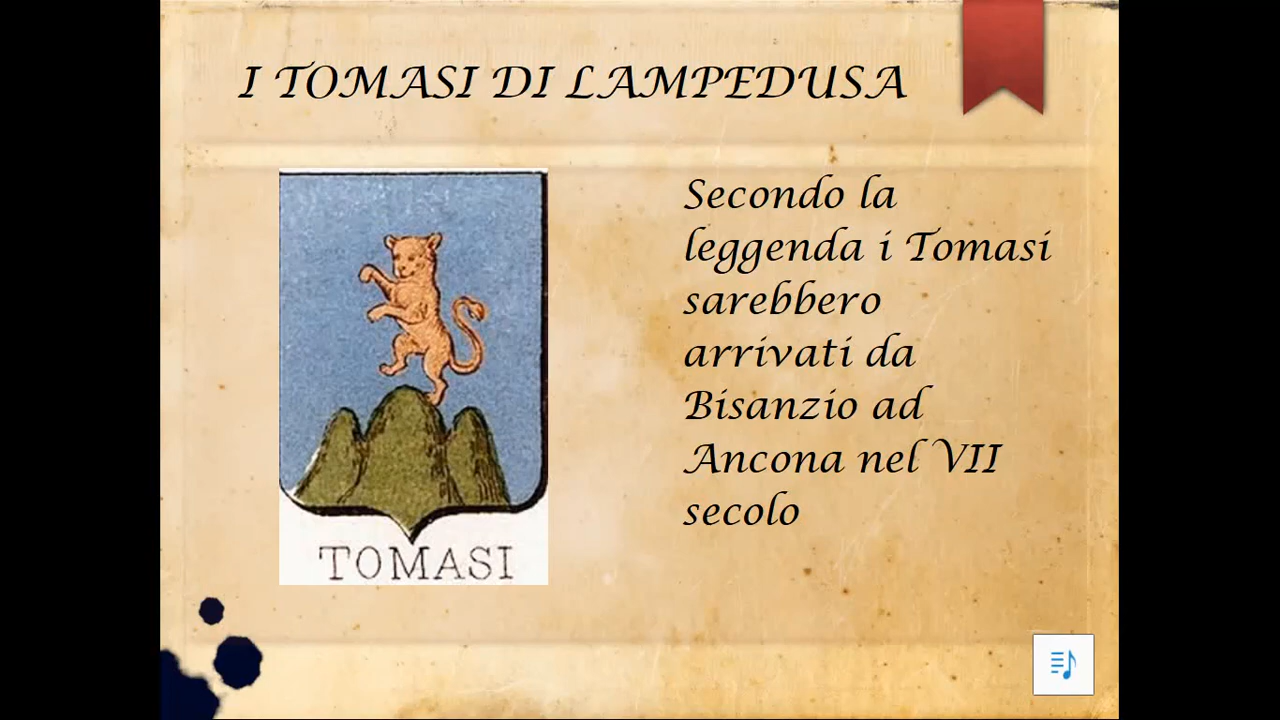 I TOMASI DI LAMPEDUSA
Secondo la
leggenda i Tomasi
sarebbero
arrivati da
Bisanzio ad
Ancona nel VII
secolo
TOMASI